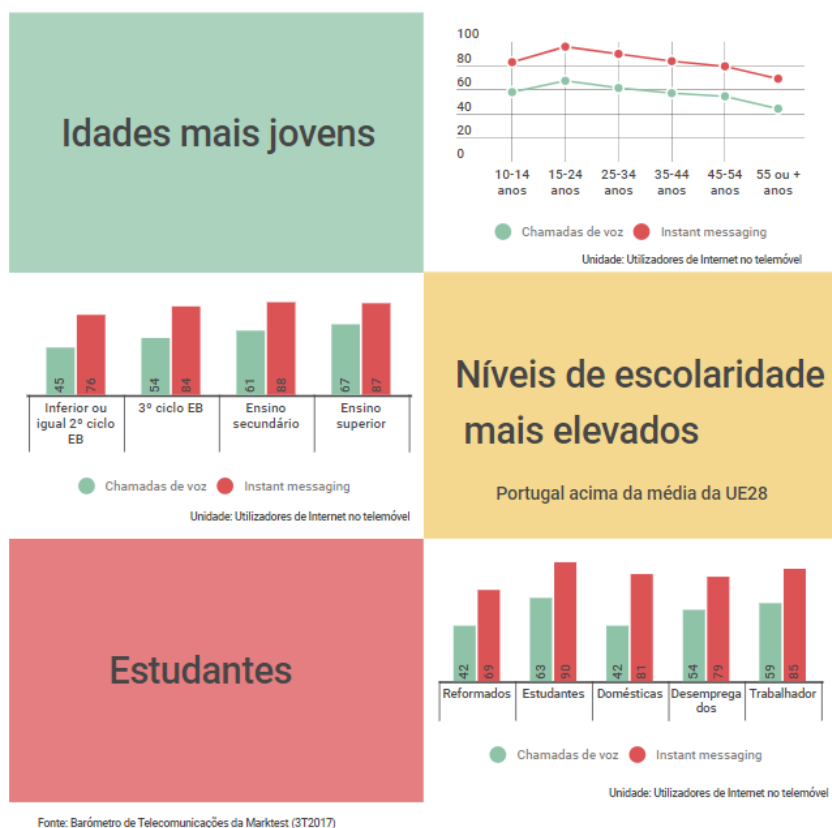 Idades mais jovens
100
80
60
40
20
0
10-14 15-24 25-34 35-44 45-54 55 ou +
anos anos anos anos anos anos
Chamadas de voz Instant messaging
Unidade: Utilizadores de Internet no telemóvel
45 76 54 84 61 88 67 87
Inferior ou 3º ciclo EB Ensino Ensino
igual 2º ciclo secundário superior
EB
Chamadas de voz Instant messaging
Unidade: Utilizadores de Internet no telemóvel
Níveis de escolaridade
mais elevados
Portugal acima da média da UE28
Estudantes
42 69 63 90 42 81 54 79 59 85
Reformados Estudantes Domésticas Desemprega Trabalhador
dos
Chamadas de voz Instant messaging
Unidade: Utilizadores de Internet no telemóvel
Fonte: Barómetro de Telecomunicações da Marktest (3T2017)